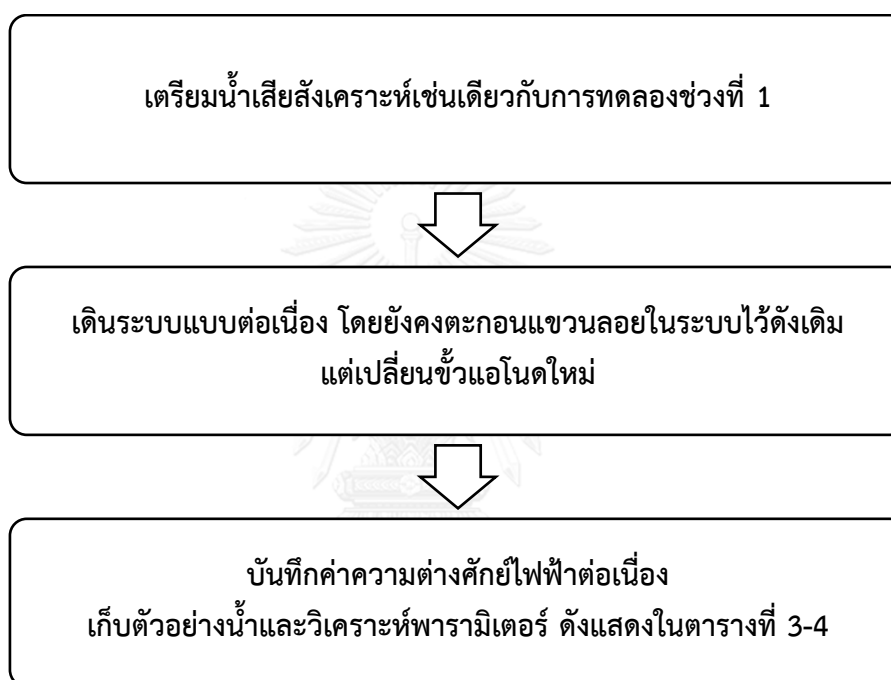 เตรียมน้ำเสียสังเคราะห์เช่นเดียวกับการทดลองช่วงที่ 1
เดินระบบแบบต่อเนื่อง โดยยังคงตะกอนแขวนลอยในระบบไว้ดังเดิม
แต่เปลี่ยนขั้วแอโนดใหม่
บันทึกค่าความต่างศักย์ไฟฟ้าต่อเนื่อง
เก็บตัวอย่างน้ำและวิเคราะห์พารามิเตอร์ ดังแสดงในตารางที่ 3-4